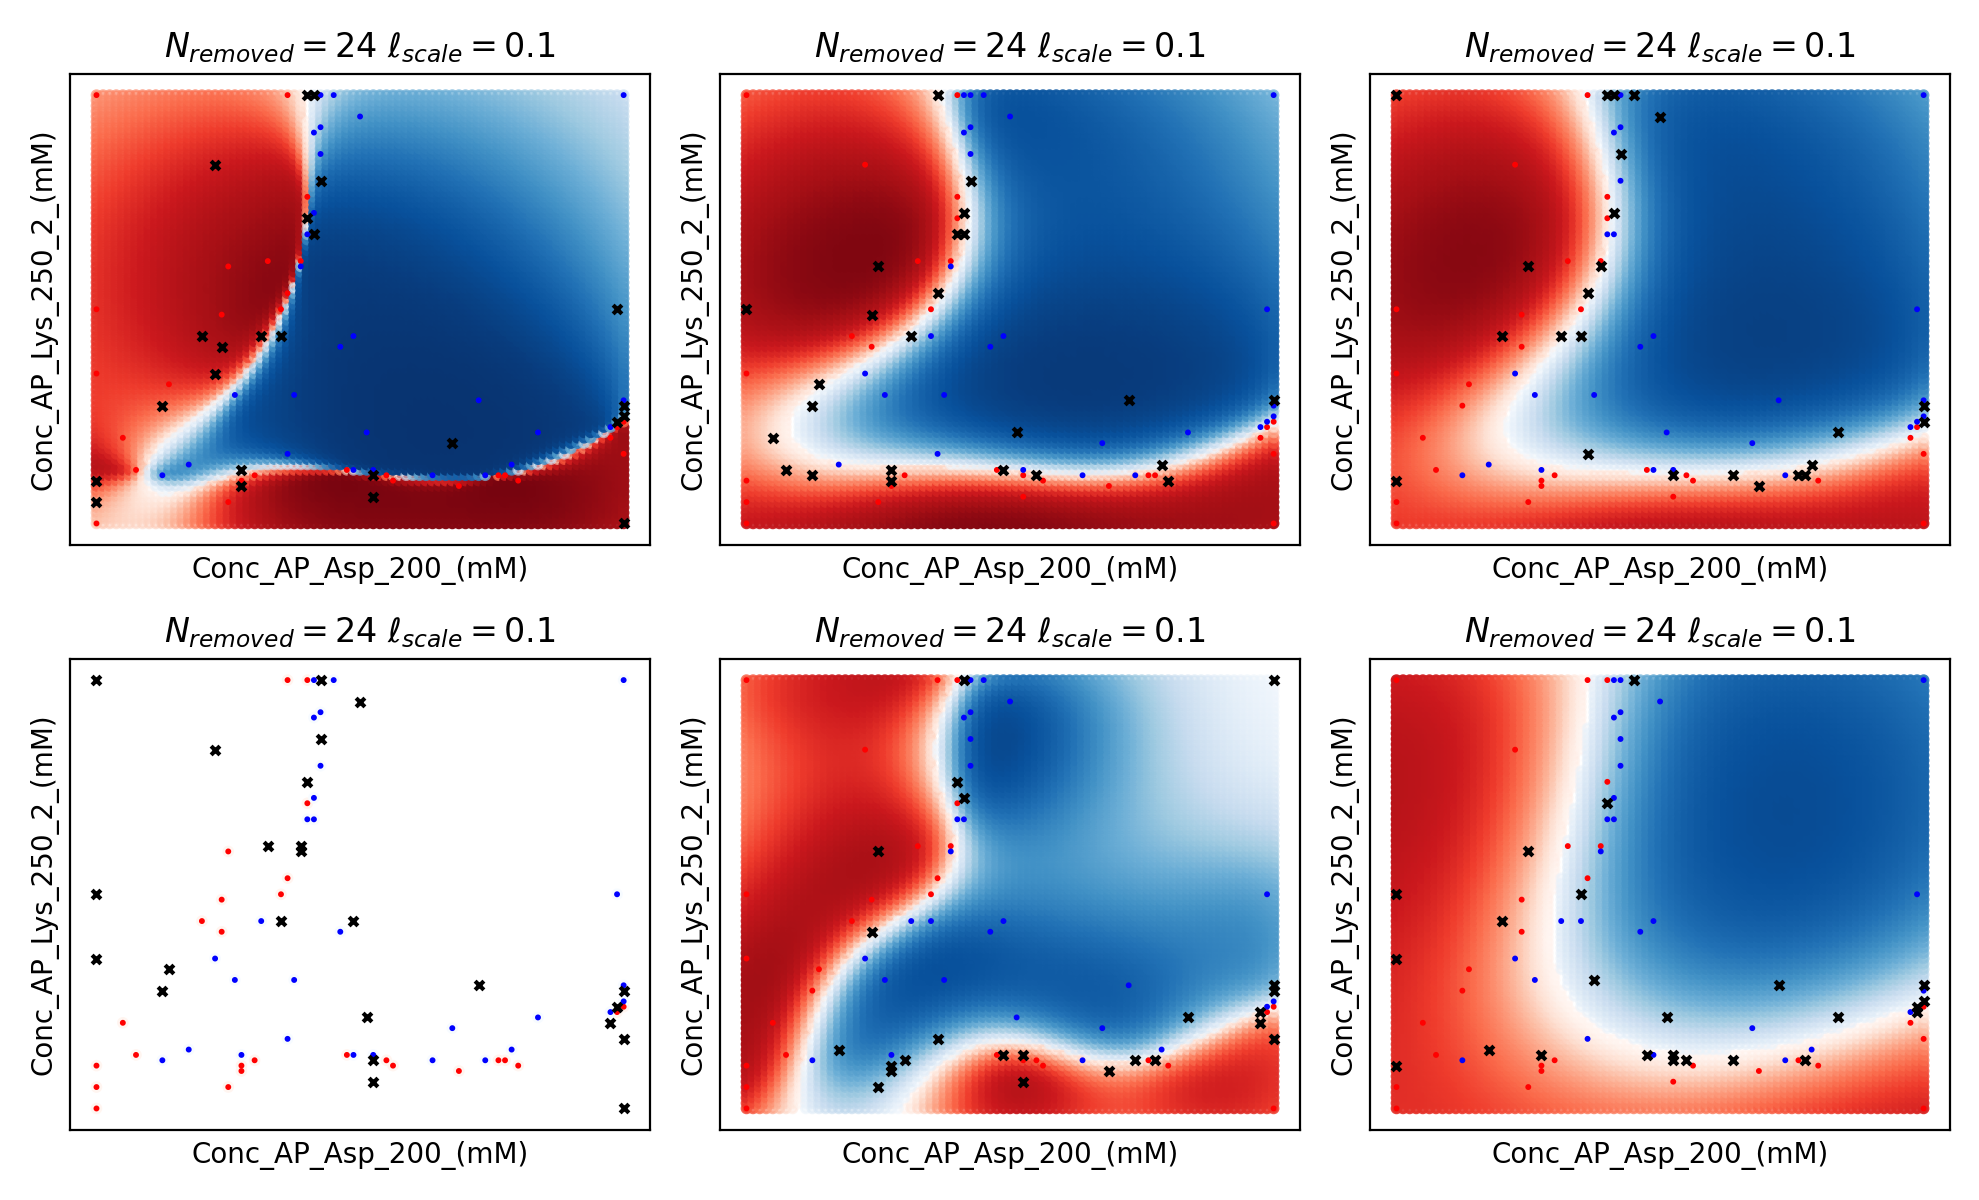 N_removed = 24 ℓ_scale = 0.1
N_removed = 24 ℓ_scale = 0.1
N_removed = 24 ℓ_scale = 0.1
Conc_AP_Lys_250_2_(mM)
Conc_AP_Lys_250_2_(mM)
Conc_AP_Lys_250_2_(mM)
Conc_AP_Asp_200_(mM)
Conc_AP_Asp_200_(mM)
Conc_AP_Asp_200_(mM)
N_removed = 24 ℓ_scale = 0.1
N_removed = 24 ℓ_scale = 0.1
N_removed = 24 ℓ_scale = 0.1
Conc_AP_Lys_250_2_(mM)
Conc_AP_Lys_250_2_(mM)
Conc_AP_Lys_250_2_(mM)
Conc_AP_Asp_200_(mM)
Conc_AP_Asp_200_(mM)
Conc_AP_Asp_200_(mM)